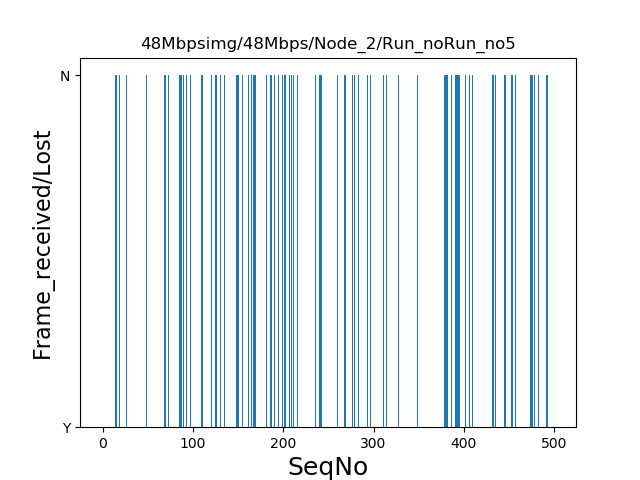 48Mbpsimg/48Mbps/Node_2/Run_noRun_no5
N
Frame_received/Lost
Y
0 100 200 300 400 500
SeqNo